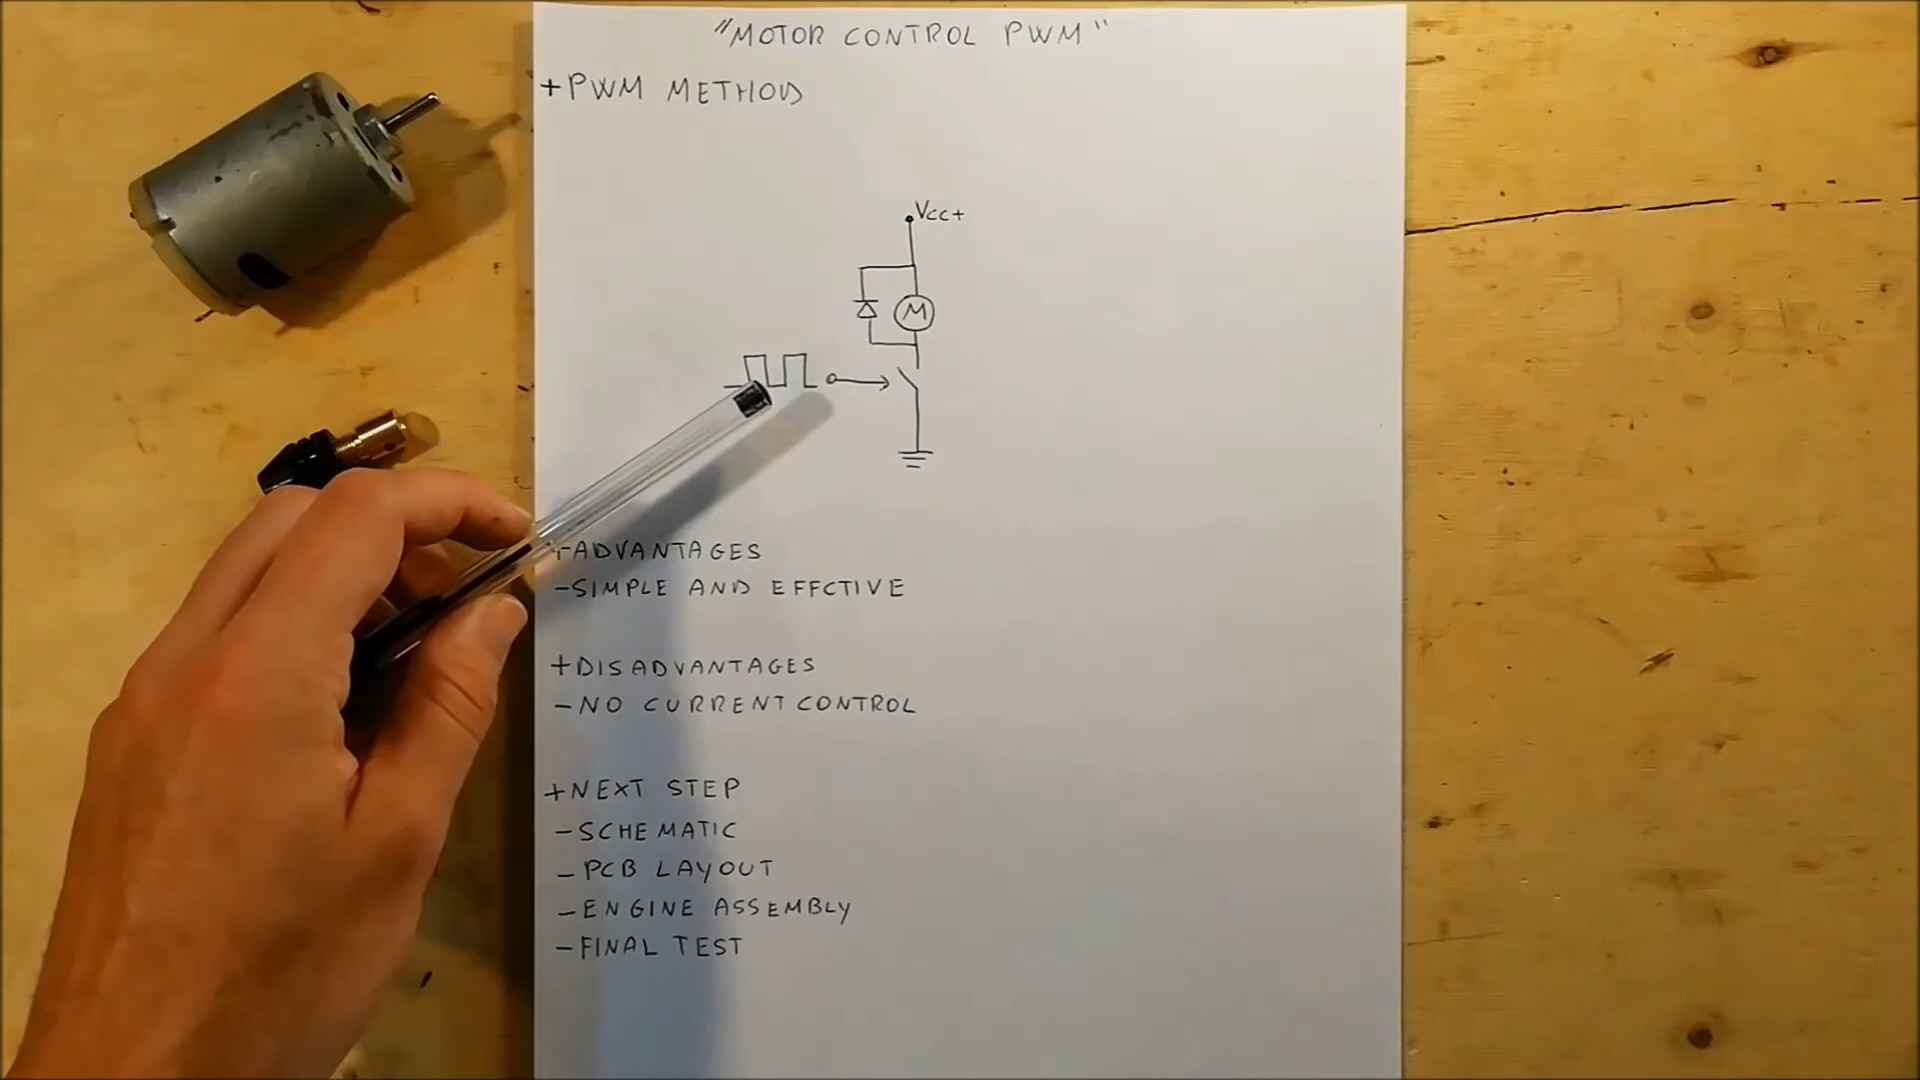 "MOTOR CONTROL PWM"
+PWM METHOD
Vcc+
M
+ADVANTAGES
-SIMPLE AND EFFCTIVE
+DISADVANTAGES
-NO CURRENT CONTROL
+NEXT STEP
-SCHEMATIC
-PCB LAYOUT
-ENGINE ASSEMBLY
-FINAL TEST